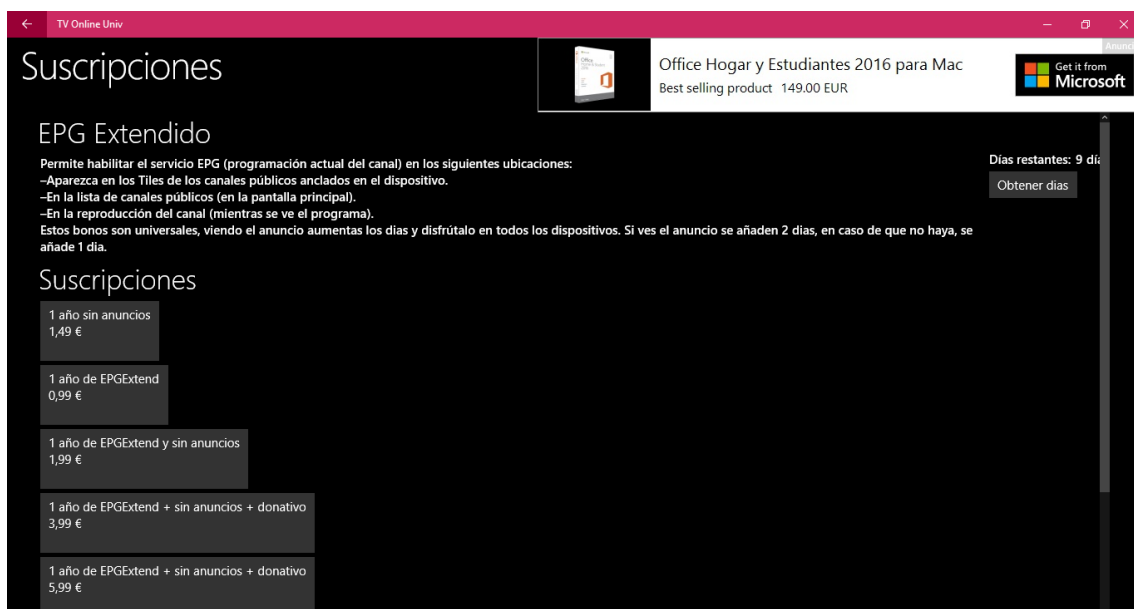 TV Online Univ
Suscripciones
Anunci
Office Hogar y Estudiantes 2016 para Mac
Best selling product 149.00 EUR
Get it from
Microsoft
EPG Extendido
Permite habilitar el servicio EPG (programación actual del canal) en los siguientes ubicaciones:
–Aparezca en los Tiles de los canales públicos anclados en el dispositivo.
–En la lista de canales públicos (en la pantalla principal).
–En la reproducción del canal (mientras se ve el programa).
Estos bonos son universales, viendo el anuncio aumentas los dias y disfrútalo en todos los dispositivos. Si ves el anuncio se añaden 2 dias, en caso de que no haya, se
añade 1 dia.
Días restantes: 9 día
Obtener dias
Suscripciones
1 año sin anuncios
1,49 €
1 año de EPGExtend
0,99 €
1 año de EPGExtend y sin anuncios
1,99 €
1 año de EPGExtend + sin anuncios + donativo
3,99 €
1 año de EPGExtend + sin anuncios + donativo
5,99 €